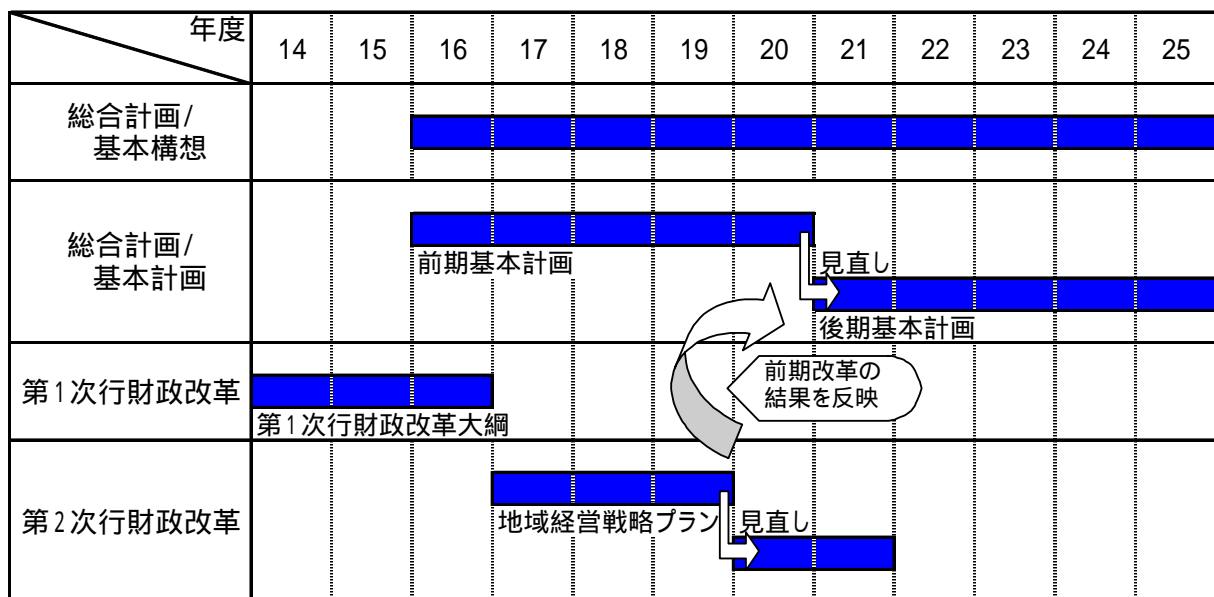 年度
14 15 16 17 18 19 20 21 22 23 24 25
総合計画/
基本構想
総合計画/
基本計画
前期基本計画
見直し
後期基本計画
第1次行財政改革
第1次行財政改革大綱
前期改革の
結果を反映
第2次行財政改革
地域経営戦略プラン
見直し